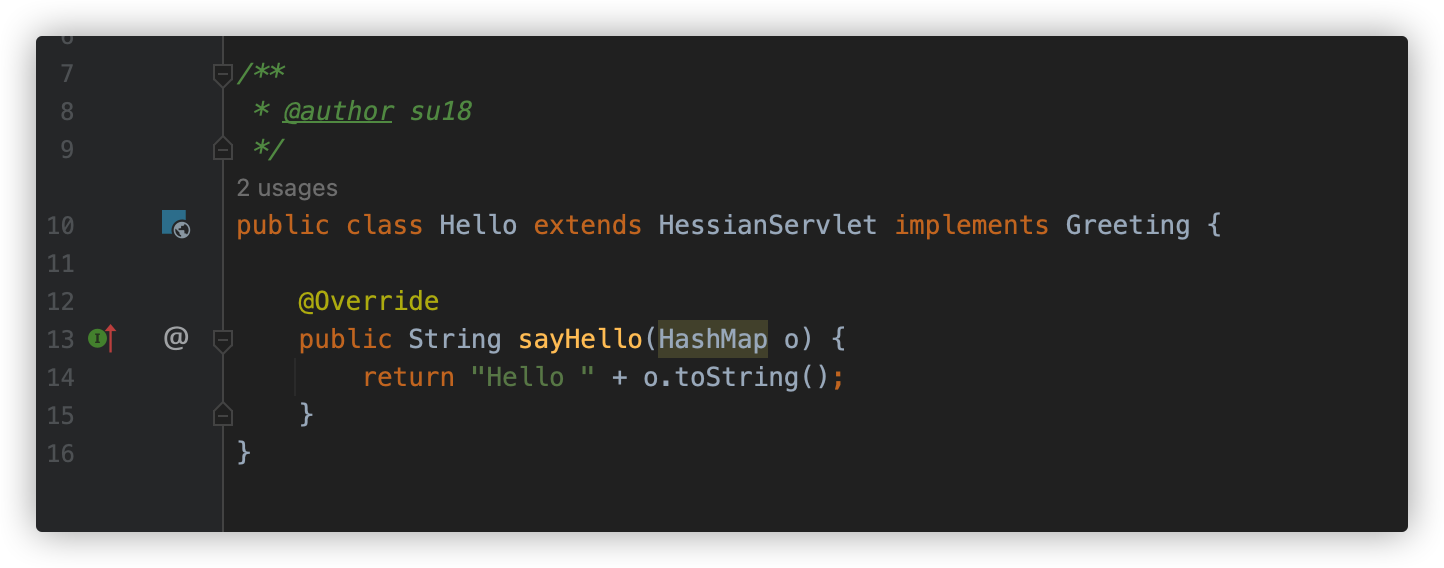 7 /**
8  * @author su18
9  */
2 usages
10 public class Hello extends HessianServlet implements Greeting {
11
12     @Override
13 @     public String sayHello(HashMap o) {
14         return "Hello " + o.toString();
15     }
16 }